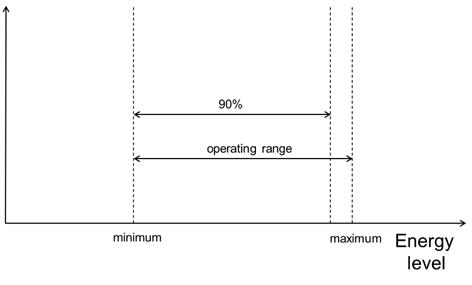 90%
operating range
minimum
maximum
Energy
level